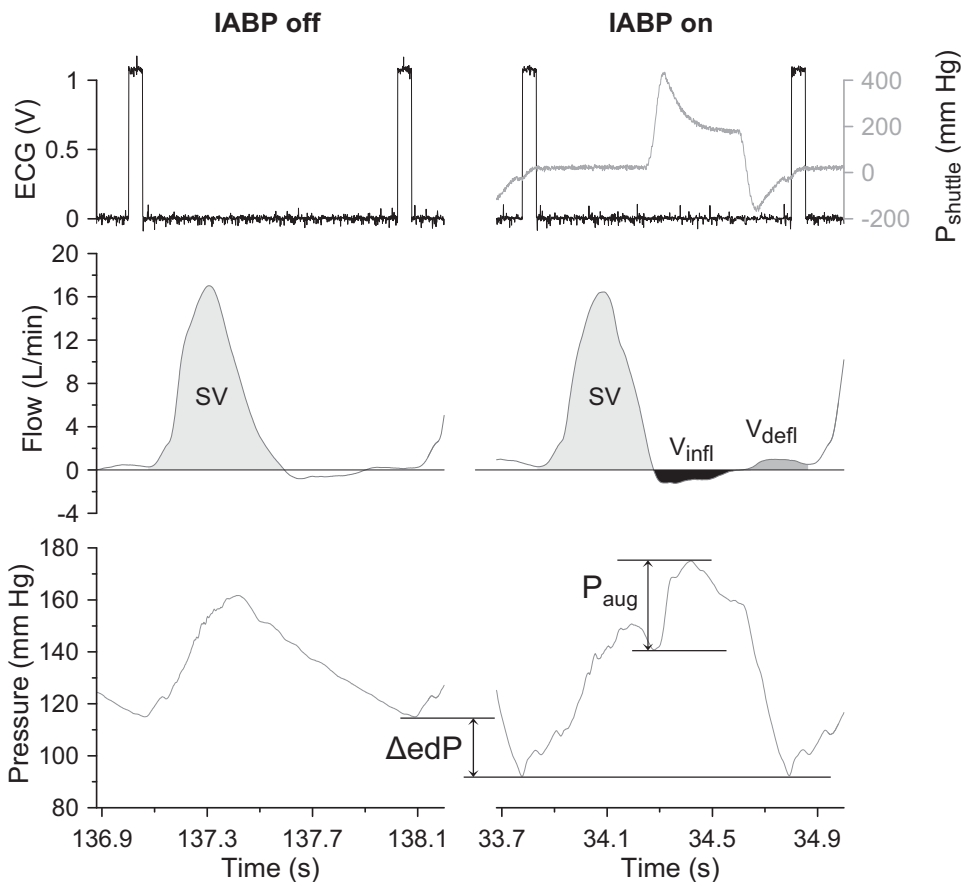 IABP off
IABP on
ECG (V)
1
0.5
0
400
200
0
-200
P_shuttle (mm Hg)
Flow (L/min)
20
16
12
8
4
0
-4
SV
SV
V_infl
V_defl
Pressure (mm Hg)
180
160
140
120
100
80
P_aug
ΔedP
136.9
137.3
137.7
138.1
33.7
34.1
34.5
34.9
Time (s)
Time (s)